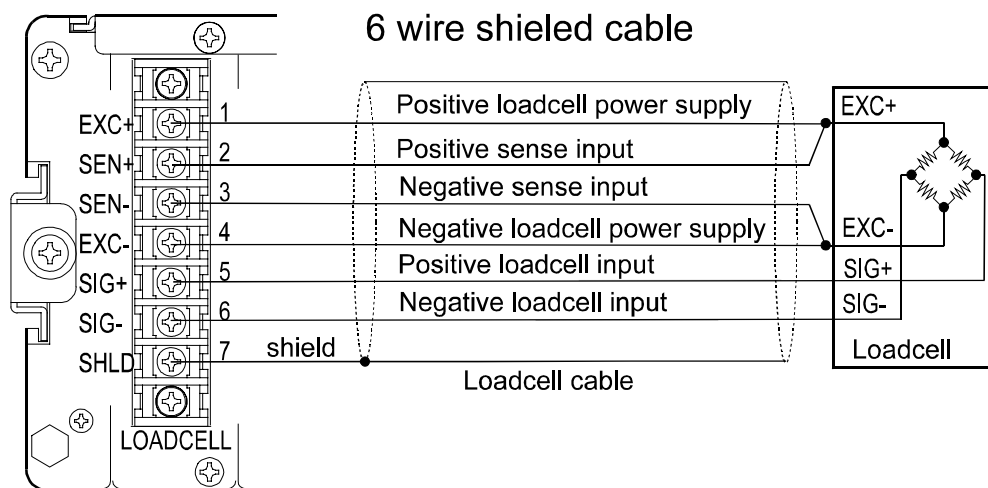 6 wire shieled cable
EXC+ 1 Positive loadcell power supply EXC+
SEN+ 2 Positive sense input
SEN- 3 Negative sense input
EXC- 4 Negative loadcell power supply EXC-
SIG+ 5 Positive loadcell input SIG+
SIG- 6 Negative loadcell input SIG-
SHLD 7 shield Loadcell
Loadcell cable
LOADCELL